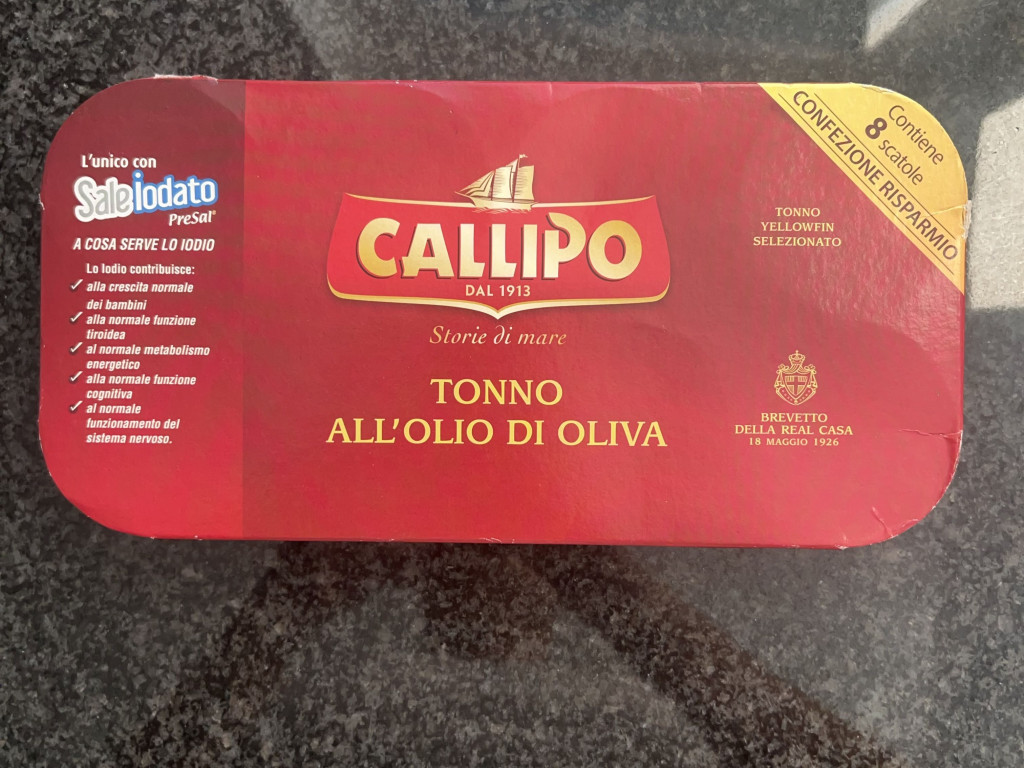 L'unico con
Saleiodato
PreSal®
A COSA SERVE LO IODIO
Lo Iodio contribuisce:
✓ alla crescita normale
dei bambini
✓ alla normale funzione
tiroidea
✓ al normale metabolismo
energetico
✓ alla normale funzione
cognitiva
✓ al normale
funzionamento del
sistema nervoso.
CALLIPO
DAL 1913
Storie di mare
TONNO
ALL'OLIO DI OLIVA
Contiene
8 scatole
CONFEZIONE RISPARMIO
TONNO
YELLOWFIN
SELEZIONATO
BREVETTO
DELLA REAL CASA
18 MAGGIO 1926